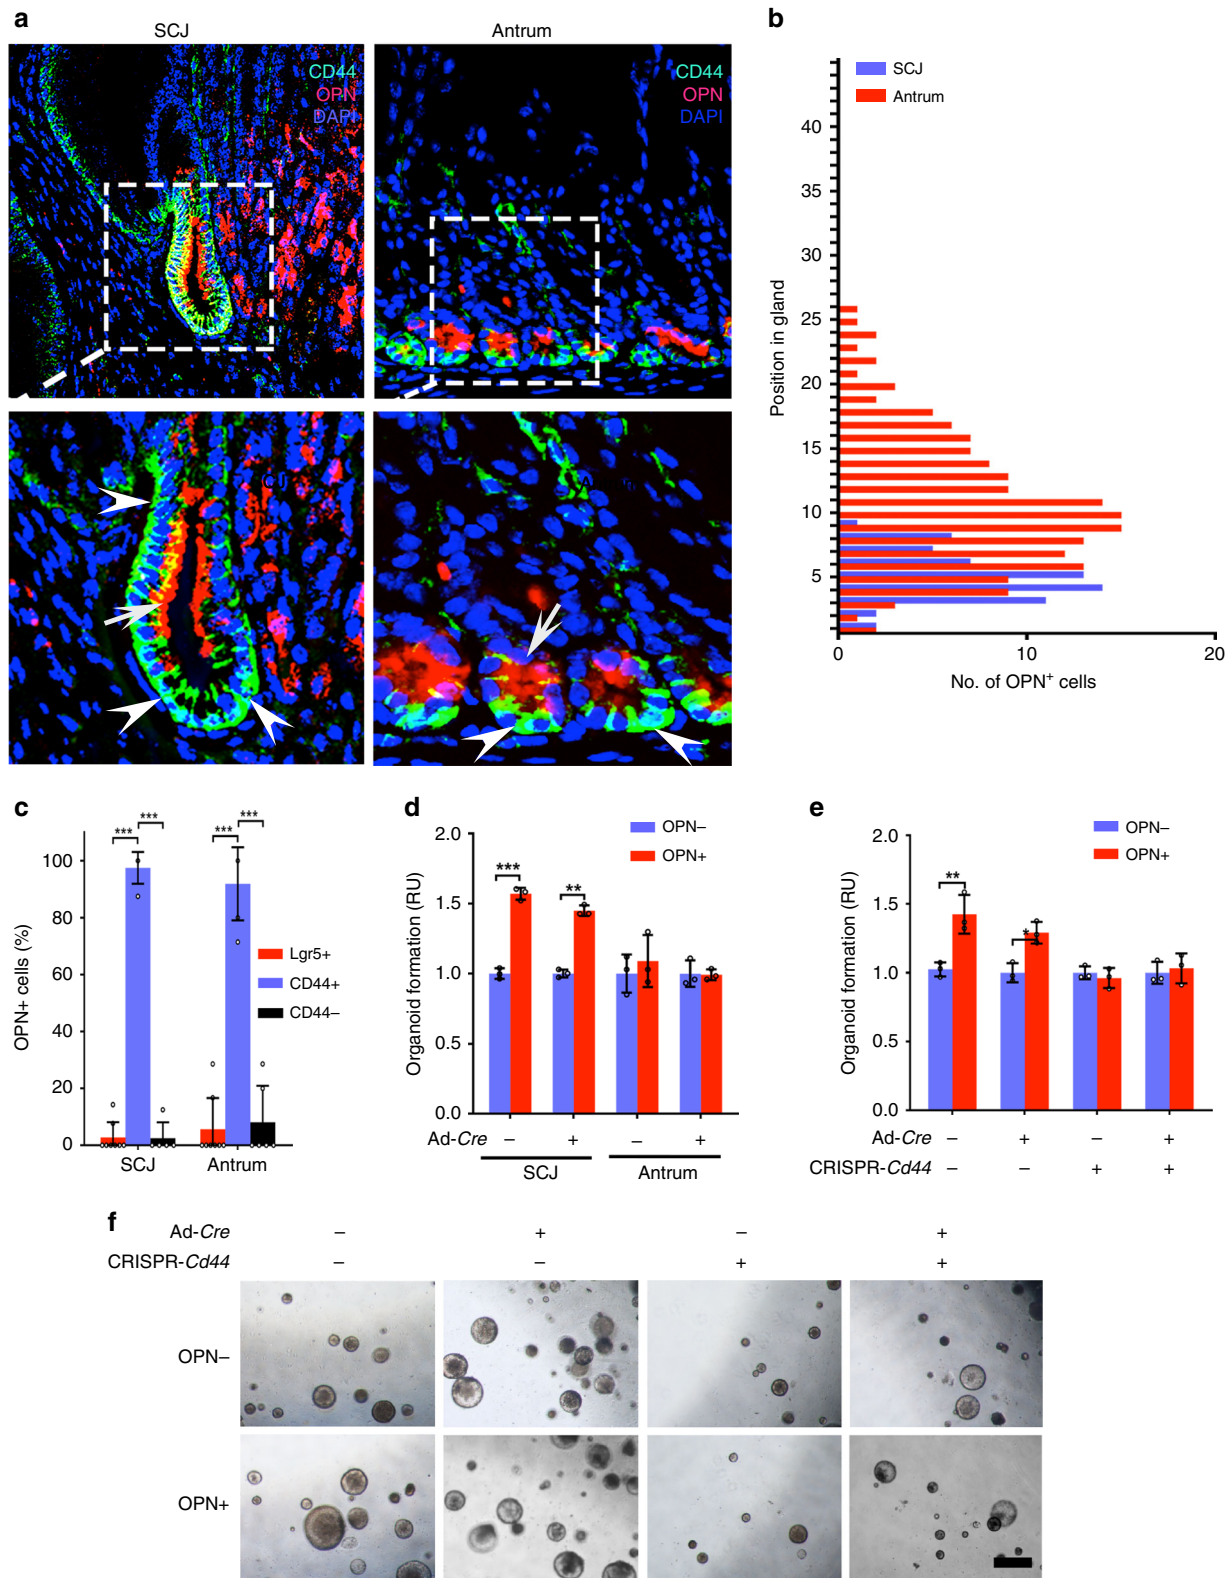 a
SCJ
Antrum
CD44
OPN
DAPI
CD44
OPN
DAPI
b
SCJ
Antrum
Position in gland
40
35
30
25
20
15
10
5
0
10
20
No. of OPN+ cells
c
OPN+ cells (%)
100
80
60
40
20
0
***
***
***
***
Lgr5+
CD44+
CD44–
SCJ
Antrum
d
Organoid formation (RU)
2.0
1.5
1.0
0.5
0.0
OPN–
OPN+
***
**
Ad-Cre
–
+
–
+
SCJ
Antrum
e
Organoid formation (RU)
2.0
1.5
1.0
0.5
0.0
OPN–
OPN+
**
*
Ad-Cre
–
+
–
+
CRISPR-Cd44
–
–
+
+
f
Ad-Cre
–
+
–
+
CRISPR-Cd44
–
–
+
+
OPN–
OPN+